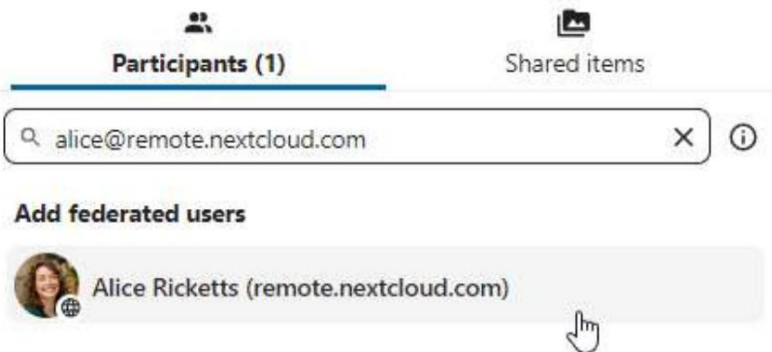 Participants (1)
Shared items
alice@remote.nextcloud.com
Add federated users
Alice Ricketts (remote.nextcloud.com)